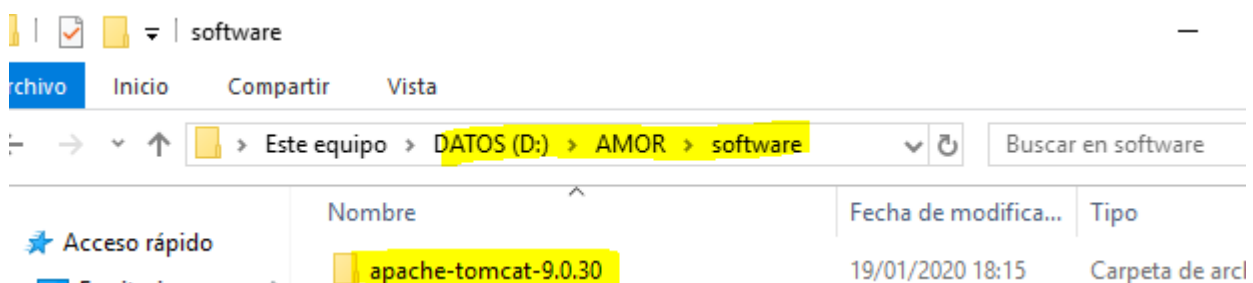 software
rchivo Inicio Compartir Vista
Este equipo > DATOS (D:) > AMOR > software Buscar en software
Nombre Fecha de modifica... Tipo
Acceso rápido
apache-tomcat-9.0.30 19/01/2020 18:15 Carpeta de arcl